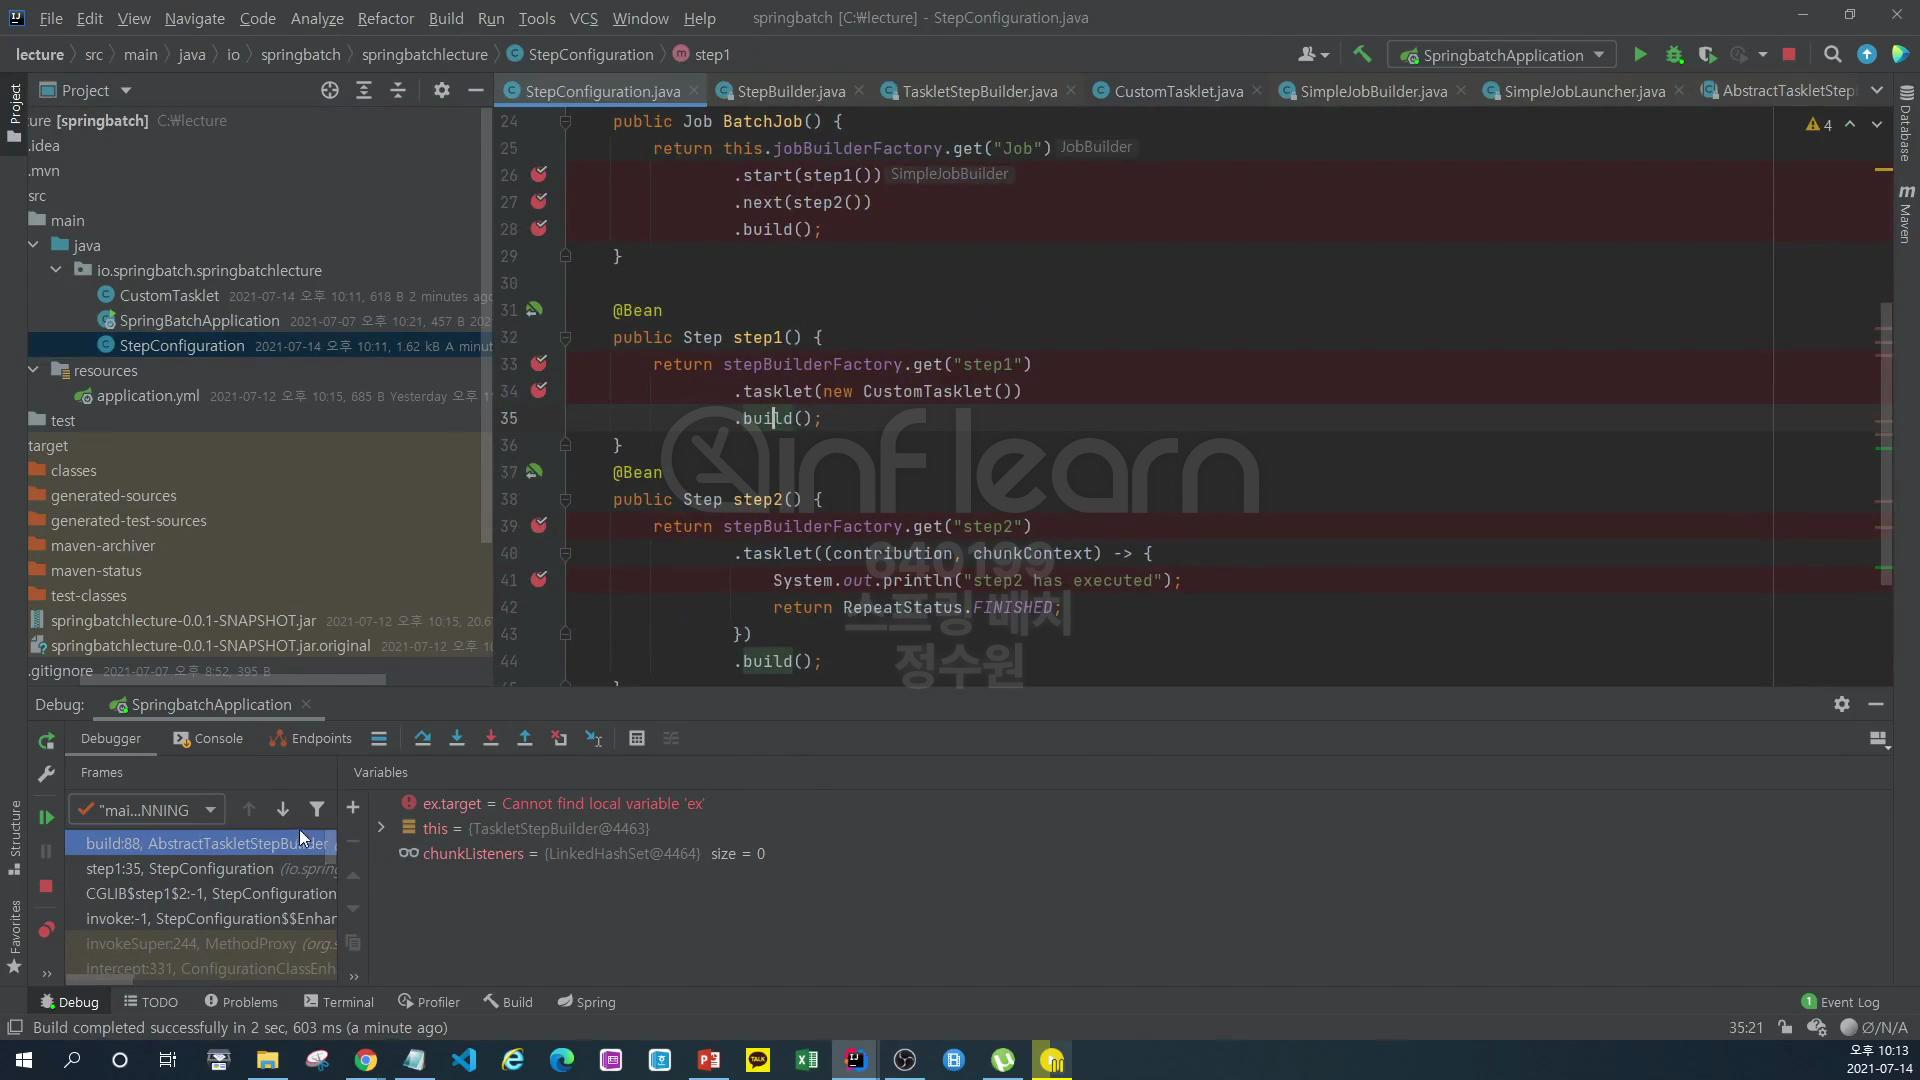 File Edit View Navigate Code Analyze Refactor Build Run Tools VCS Window Help springbatch [C:\lecture] - StepConfiguration.java
lecture src main java io springbatch springbatchlecture StepConfiguration step1 SpringbatchApplication
Project
StepConfiguration.java StepBuilder.java TaskletStepBuilder.java CustomTasklet.java SimpleJobBuilder.java SimpleJobLauncher.java AbstractTaskletStep
ture [springbatch] C:\lecture
.idea
.mvn
src
main
java
io.springbatch.springbatchlecture
CustomTasklet 2021-07-14 오후 10:11, 618 B 2 minutes ago
SpringBatchApplication 2021-07-07 오후 10:21, 457 B 202
StepConfiguration 2021-07-14 오후 10:11, 1.62 kB A minut
resources
application.yml 2021-07-12 오후 10:15, 685 B Yesterday 오후
test
target
classes
generated-sources
generated-test-sources
maven-archiver
maven-status
test-classes
springbatchlecture-0.0.1-SNAPSHOT.jar 2021-07-12 오후 10:15, 20.6
springbatchlecture-0.0.1-SNAPSHOT.jar.original 2021-07-12 오후
.gitignore 2021-07-07 오후 8:52, 395 B
4
24 public Job BatchJob() {
25 return this.jobBuilderFactory.get("Job") JobBuilder
26 .start(step1()) SimpleJobBuilder
27 .next(step2())
28 .build();
29 }
30
31 @Bean
32 public Step step1() {
33 return stepBuilderFactory.get("step1")
34 .tasklet(new CustomTasklet())
35 .build();
36 }
37 @Bean
38 public Step step2() {
39 return stepBuilderFactory.get("step2")
40 .tasklet((contribution, chunkContext) -> {
41 System.out.println("step2 has executed");
42 return RepeatStatus.FINISHED;
43 })
44 .build();
inflearn
640199
스프링 배치
정수원
Project
Structure
Favorites
Database
Maven
Debug: SpringbatchApplication
Debugger Console Endpoints
Frames
Variables
"mai...NNING
build:88, AbstractTaskletStepBuilder
step1:35, StepConfiguration (io.spring
CGLIB$step1$2:-1, StepConfiguration
invoke:-1, StepConfiguration$$Enhan
invokeSuper:244, MethodProxy (org.s
intercept:331, ConfigurationClassEnh
ex.target = Cannot find local variable 'ex'
this = {TaskletStepBuilder@4463}
chunkListeners = {LinkedHashSet@4464} size = 0
Debug TODO Problems Terminal Profiler Build Spring 1 Event Log
Build completed successfully in 2 sec, 603 ms (a minute ago) 35:21 Ø/N/A
오후 10:13
2021-07-14